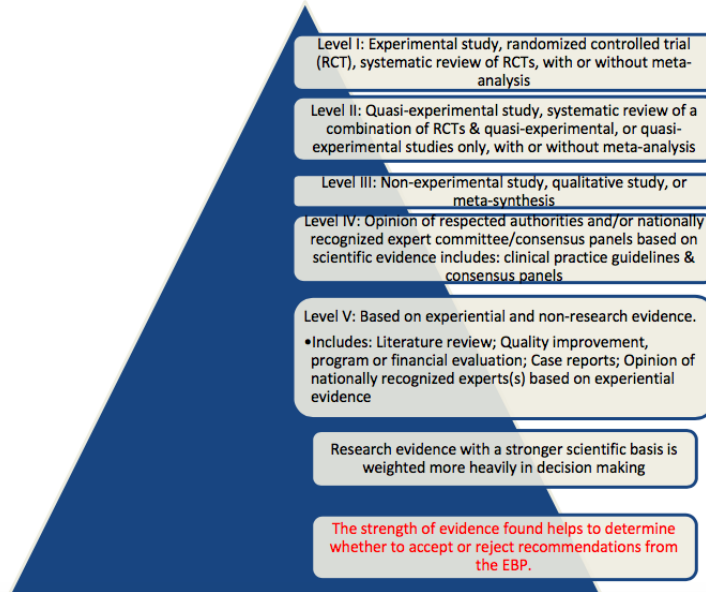 Level I: Experimental study, randomized controlled trial
(RCT), systematic review of RCTs, with or without meta-
analysis
Level II: Quasi-experimental study, systematic review of a
combination of RCTs & quasi-experimental, or quasi-
experimental studies only, with or without meta-analysis
Level III: Non-experimental study, qualitative study, or
meta-synthesis
Level IV: Opinion of respected authorities and/or nationally
recognized expert committee/consensus panels based on
scientific evidence includes: clinical practice guidelines &
consensus panels
Level V: Based on experiential and non-research evidence.
•Includes: Literature review; Quality improvement,
program or financial evaluation; Case reports; Opinion of
nationally recognized experts(s) based on experiential
evidence
Research evidence with a stronger scientific basis is
weighted more heavily in decision making
The strength of evidence found helps to determine
whether to accept or reject recommendations from
the EBP.